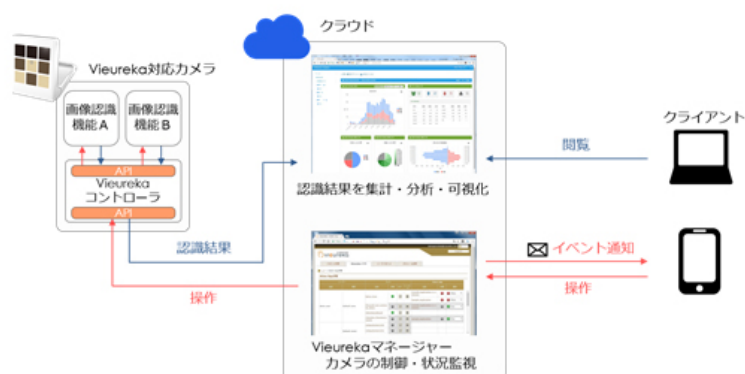 クラウド
Vieureka対応カメラ
画像認識
機能A
画像認識
機能B
API
Vieureka
コントローラ
API
認識結果
操作
認識結果を集計・分析・可視化
Vieurekaマネージャー
カメラの制御・状況監視
クライアント
閲覧
イベント通知
操作